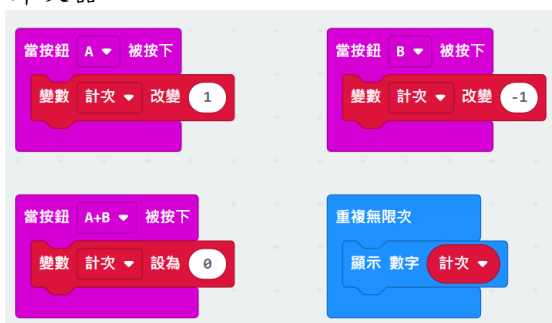 當按鈕 A 被按下
變數 計次 改變 1
當按鈕 B 被按下
變數 計次 改變 -1
當按鈕 A+B 被按下
變數 計次 設為 0
重複無限次
顯示 數字 計次